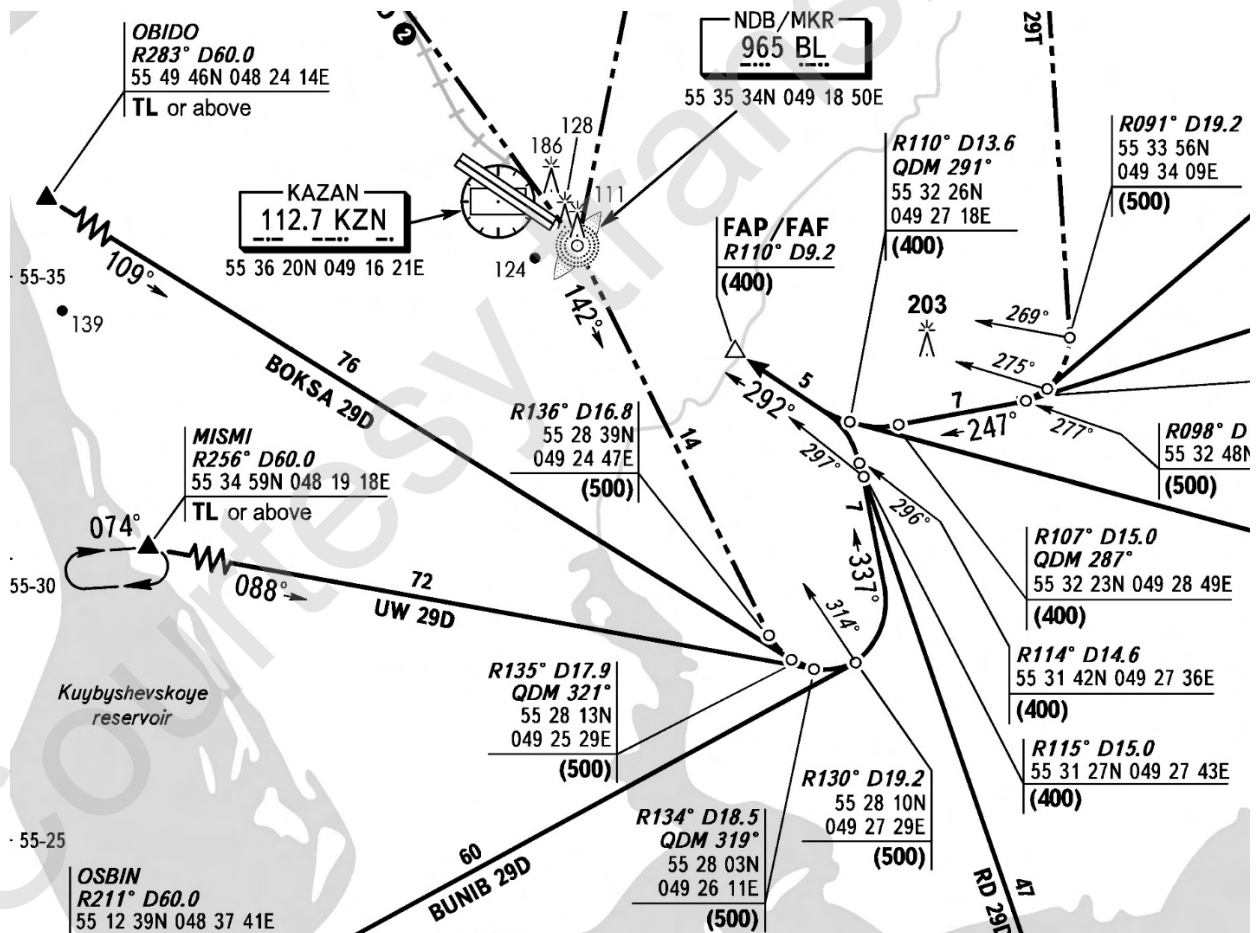 OBIDO
R283° D60.0
55 49 46N 048 24 14E
TL or above
2
NDB/MKR
965 BL
55 35 34N 049 18 50E
29T
R091° D19.2
55 33 56N
049 34 09E
(500)
R110° D13.6
QDM 291°
55 32 26N
049 27 18E
(400)
128
186
111
KAZAN
112.7 KZN
55 36 20N 049 16 21E
124
FAP/FAF
R110° D9.2
(400)
55-35
109°
139
142°
203
269°
275°
76
BOKSA 29D
5
292°
7
247°
277°
R136° D16.8
55 28 39N
049 24 47E
(500)
14
297°
296°
R098° D
55 32 48N
(500)
MISMI
R256° D60.0
55 34 59N 048 19 18E
TL or above
074°
55-30
088°
72
UW 29D
7
337°
314°
R107° D15.0
QDM 287°
55 32 23N 049 28 49E
(400)
R114° D14.6
55 31 42N 049 27 36E
(400)
Kuybyshevskoye
reservoir
R135° D17.9
QDM 321°
55 28 13N
049 25 29E
(500)
R115° D15.0
55 31 27N 049 27 43E
(400)
R130° D19.2
55 28 10N
049 27 29E
(500)
R134° D18.5
QDM 319°
55 28 03N
049 26 11E
(500)
55-25
60
BUNIB 29D
47
RD 29D
OSBIN
R211° D60.0
55 12 39N 048 37 41E
Courtesy trans